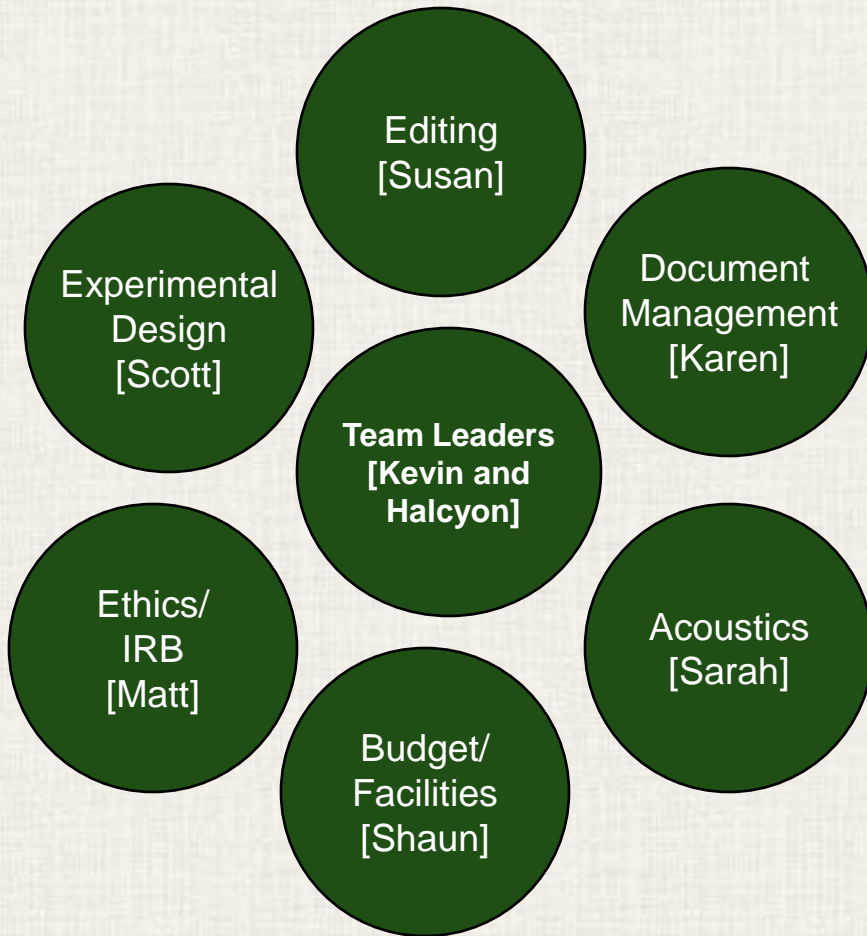 Editing
[Susan]
Experimental
Design
[Scott]
Document
Management
[Karen]
Team Leaders
[Kevin and
Halcyon]
Ethics/
IRB
[Matt]
Acoustics
[Sarah]
Budget/
Facilities
[Shaun]